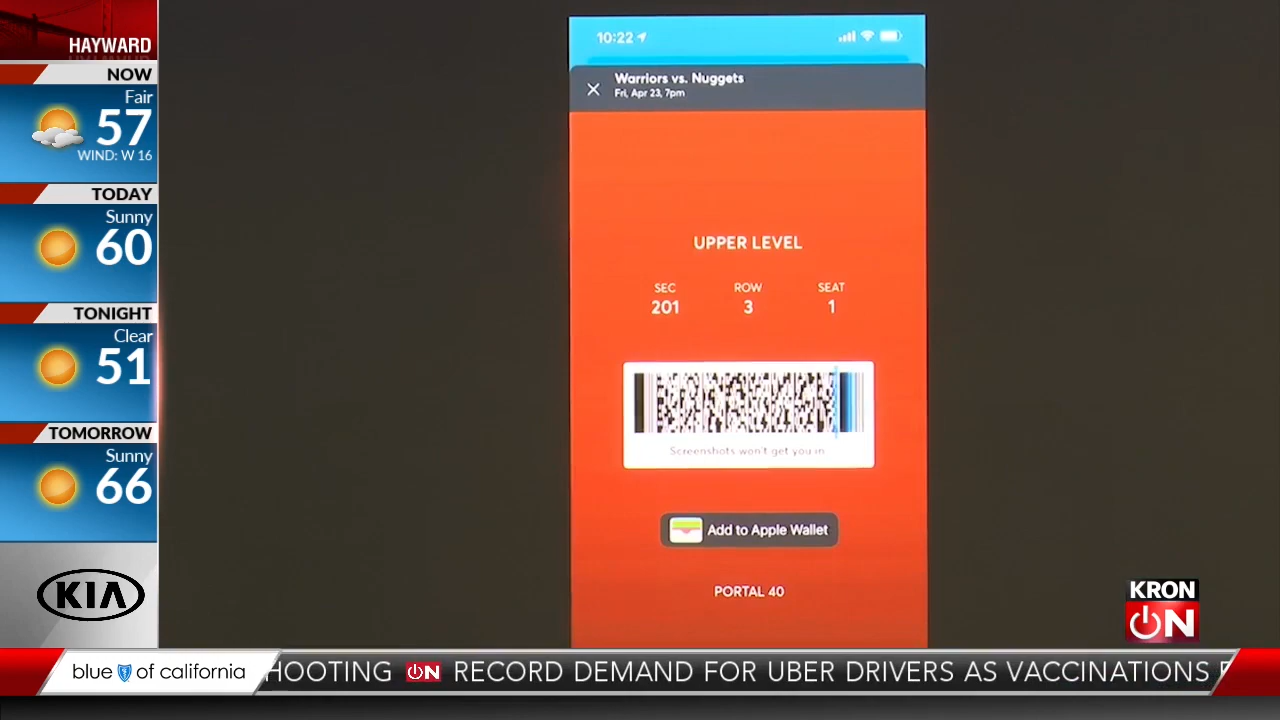 HAYWARD
NOW
Fair
57
WIND: W 16
TODAY
Sunny
60
TONIGHT
Clear
51
TOMORROW
Sunny
66
KIA
10:22
Warriors vs. Nuggets
Fri, Apr 23, 7pm
UPPER LEVEL
SEC ROW SEAT
201 3 1
Screenshots won't get you in
Add to Apple Wallet
PORTAL 40
KRON
ON
blue of california
HOOTING ON RECORD DEMAND FOR UBER DRIVERS AS VACCINATIONS